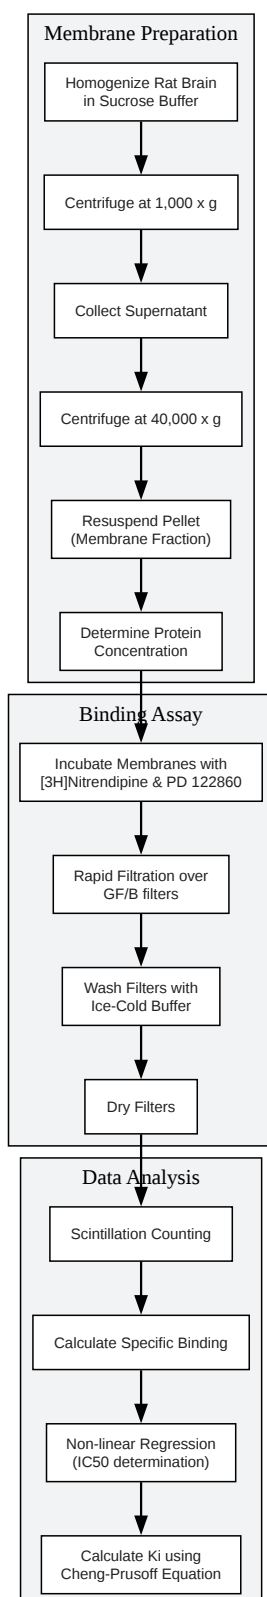 Membrane Preparation
Homogenize Rat Brain
in Sucrose Buffer
Centrifuge at 1,000 x g
Collect Supernatant
Centrifuge at 40,000 x g
Resuspend Pellet
(Membrane Fraction)
Determine Protein
Concentration
Binding Assay
Incubate Membranes with
[3H]Nitrendipine & PD 122860
Rapid Filtration over
GF/B filters
Wash Filters with
Ice-Cold Buffer
Dry Filters
Data Analysis
Scintillation Counting
Calculate Specific Binding
Non-linear Regression
(IC50 determination)
Calculate Ki using
Cheng-Prusoff Equation